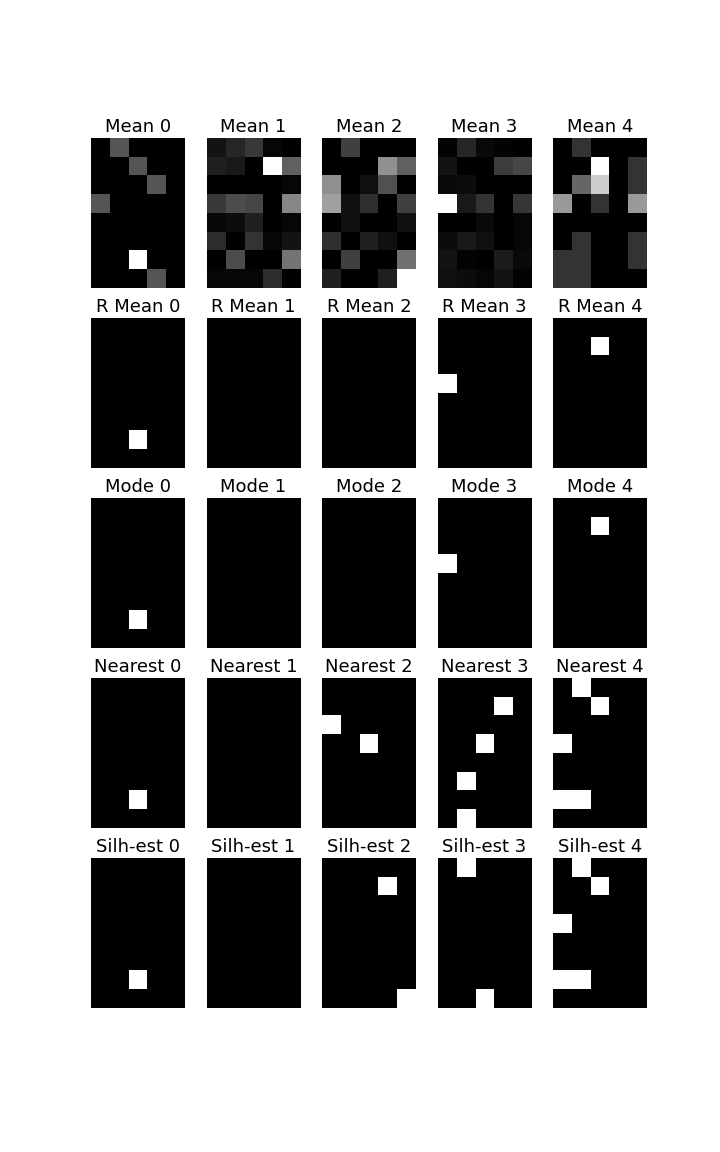 Mean 0 Mean 1 Mean 2 Mean 3 Mean 4
R Mean 0 R Mean 1 R Mean 2 R Mean 3 R Mean 4
Mode 0 Mode 1 Mode 2 Mode 3 Mode 4
Nearest 0 Nearest 1 Nearest 2 Nearest 3 Nearest 4
Silh-est 0 Silh-est 1 Silh-est 2 Silh-est 3 Silh-est 4